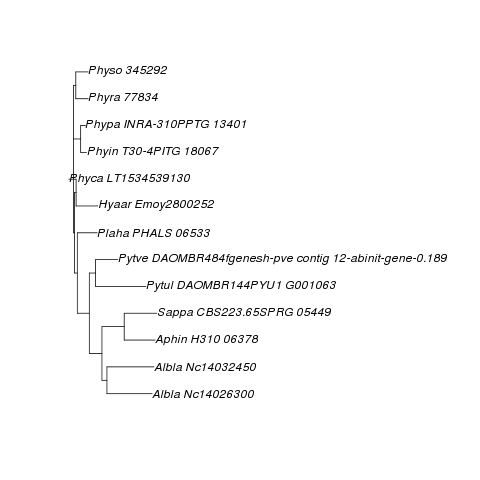 Physo 345292
Phyra 77834
Phypa INRA-310PPTG 13401
Phyin T30-4PITG 18067
Phyca LT1534539130
Hyaar Emoy2800252
Plaha PHALS 06533
Pytve DAOMBR484fgenesh-pve contig 12-abinit-gene-0.189
Pytul DAOMBR144PYU1 G001063
Sappa CBS223.65SPRG 05449
Aphin H310 06378
Albla Nc14032450
Albla Nc14026300